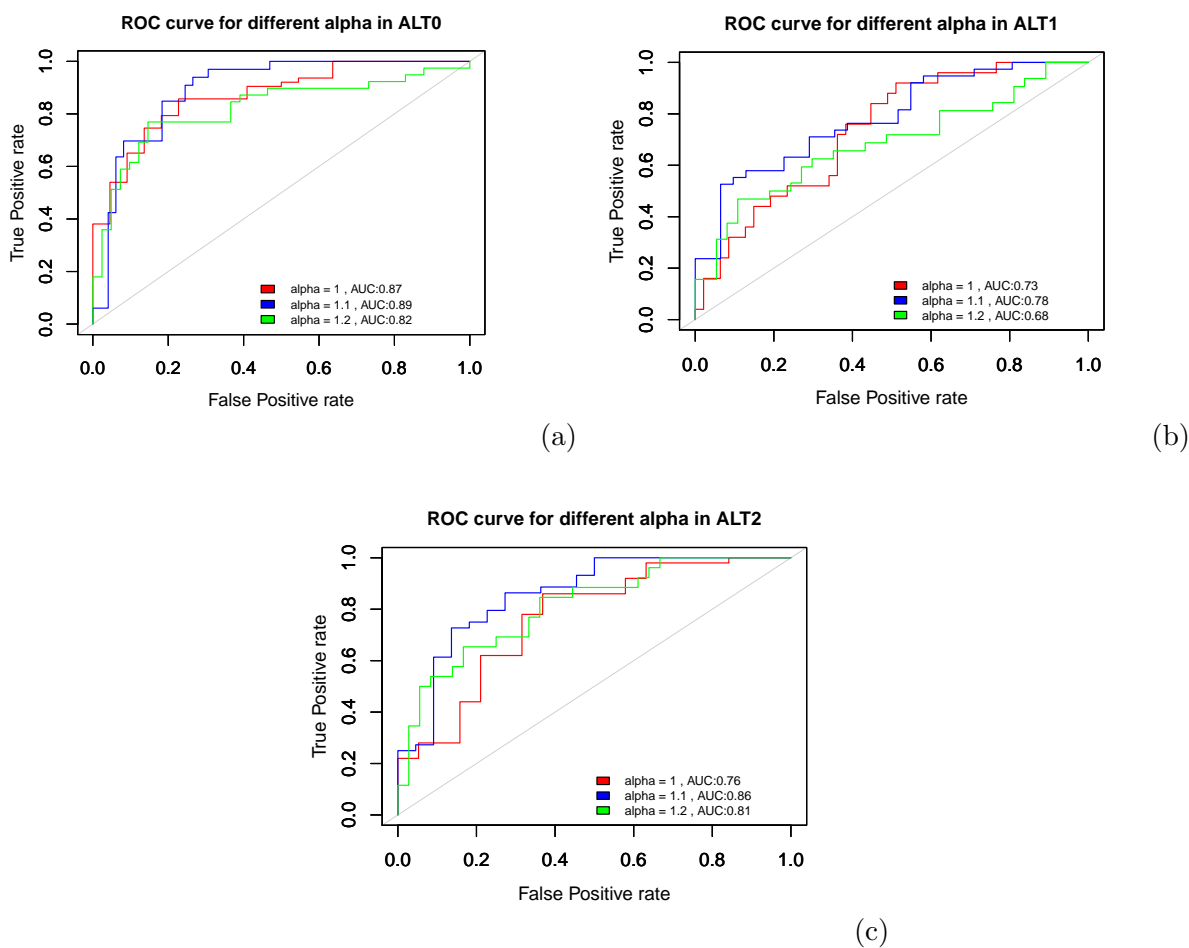 ROC curve for different alpha in ALT0
True Positive rate
0.0 0.2 0.4 0.6 0.8 1.0
alpha = 1 , AUC:0.87
alpha = 1.1 , AUC:0.89
alpha = 1.2 , AUC:0.82
0.0 0.2 0.4 0.6 0.8 1.0
False Positive rate
(a)
ROC curve for different alpha in ALT1
True Positive rate
0.0 0.2 0.4 0.6 0.8 1.0
alpha = 1 , AUC:0.73
alpha = 1.1 , AUC:0.78
alpha = 1.2 , AUC:0.68
0.0 0.2 0.4 0.6 0.8 1.0
False Positive rate
(b)
ROC curve for different alpha in ALT2
True Positive rate
0.0 0.2 0.4 0.6 0.8 1.0
alpha = 1 , AUC:0.76
alpha = 1.1 , AUC:0.86
alpha = 1.2 , AUC:0.81
0.0 0.2 0.4 0.6 0.8 1.0
False Positive rate
(c)